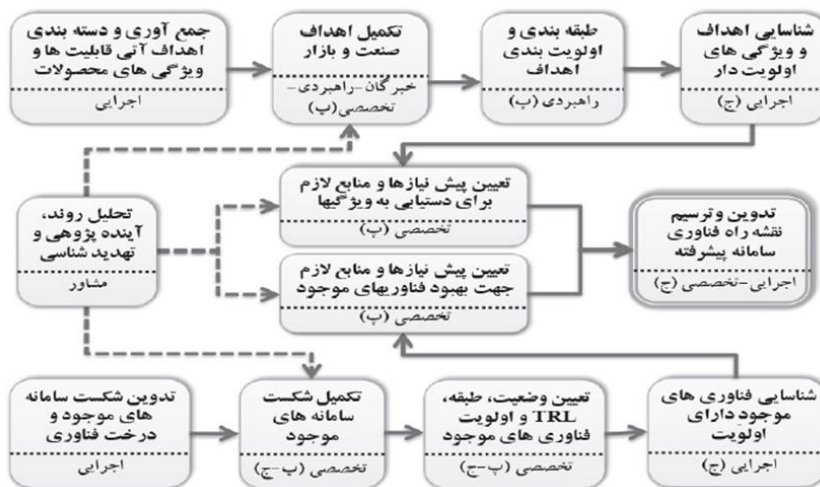 جمع آوری و دسته بندی
اهداف آتی قابلیت ها و
ویژگی های محصولات
اجرایی
تکمیل اهداف
صنعت و بازار
خبرگان-راهبردی-
تخصصی(پ)
طبقه بندی و
اولویت بندی
اهداف
راهبردی (پ)
شناسایی اهداف
و ویژگی های
اولویت دار
اجرایی (ج)
تحلیل روند،
آینده پژوهی و
تهدید شناسی
مشاور
تعیین پیش نیازها و منابع لازم
برای دستیابی به ویژگیها
تخصصی (پ)
تعیین پیش نیازها و منابع لازم
جهت بهبود فناوریهای موجود
تخصصی (پ)
تدوین وترسیم
نقشه راه فناوری
سامانه پیشرفته
اجرایی-تخصصی (ج)
تدوین شکست سامانه
های موجود و
درخت فناوری
اجرایی
تکمیل شکست
سامانه های
موجود
تخصصی (پ-ج)
تعیین وضعیت، طبقه،
TRL و اولویت
فناوری های موجود
تخصصی (پ-ج)
شناسایی فناوری های
موجود دارای
اولویت
اجرایی (ج)